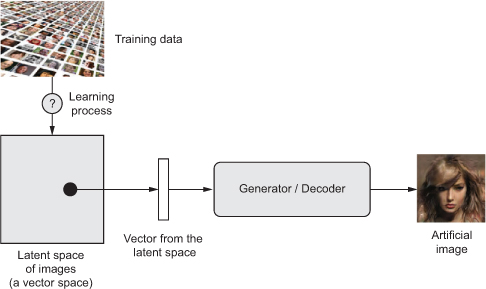 Training data
?
Learning
process
Generator / Decoder
Vector from the
latent space
Artificial
image
Latent space
of images
(a vector space)